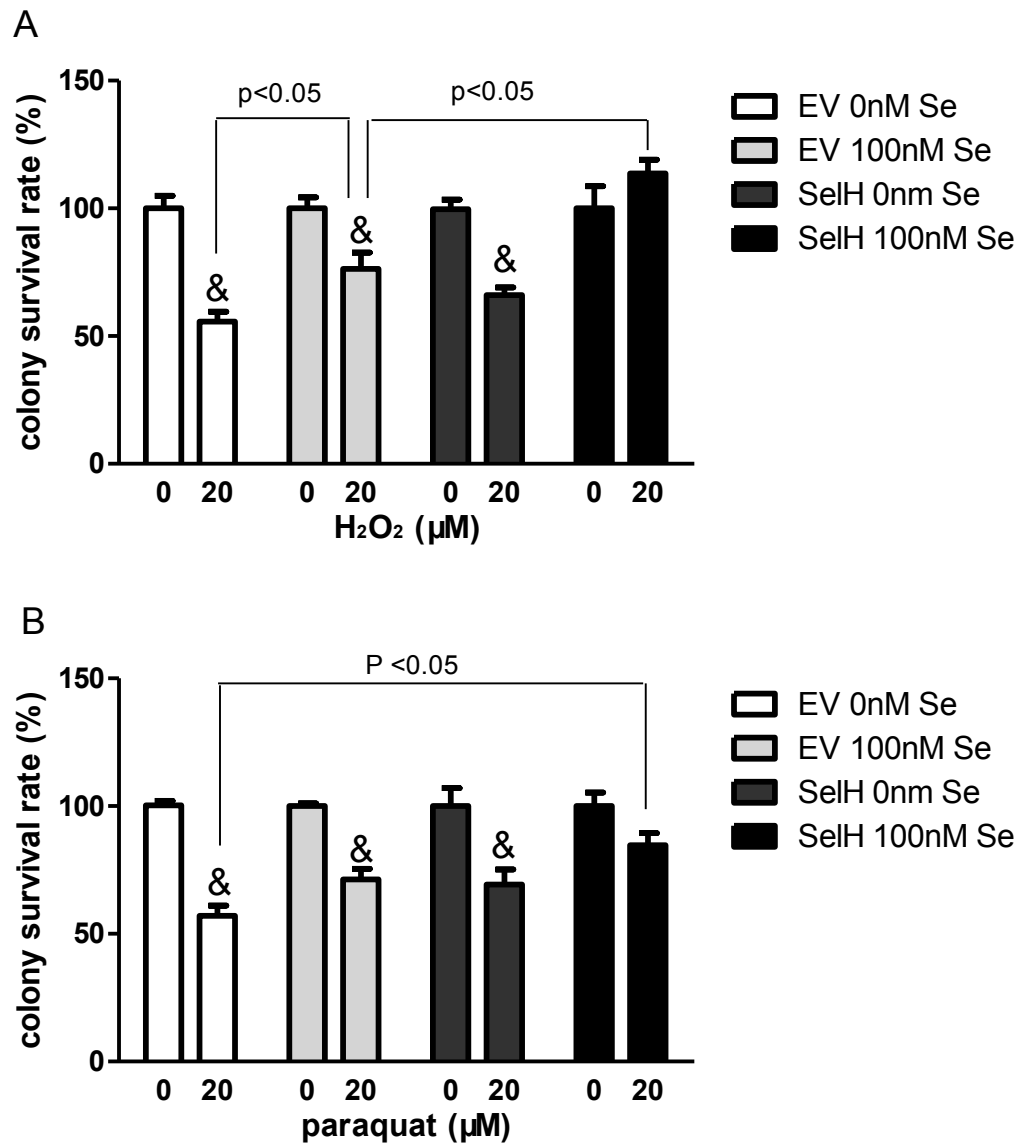 A
150
100
50
0
colony survival rate (%)
p<0.05
p<0.05
& & &
0 20 0 20 0 20 0 20
H₂O₂ (µM)
EV 0nM Se
EV 100nM Se
SelH 0nm Se
SelH 100nM Se
B
150
100
50
0
colony survival rate (%)
P <0.05
& & &
0 20 0 20 0 20 0 20
paraquat (µM)
EV 0nM Se
EV 100nM Se
SelH 0nm Se
SelH 100nM Se